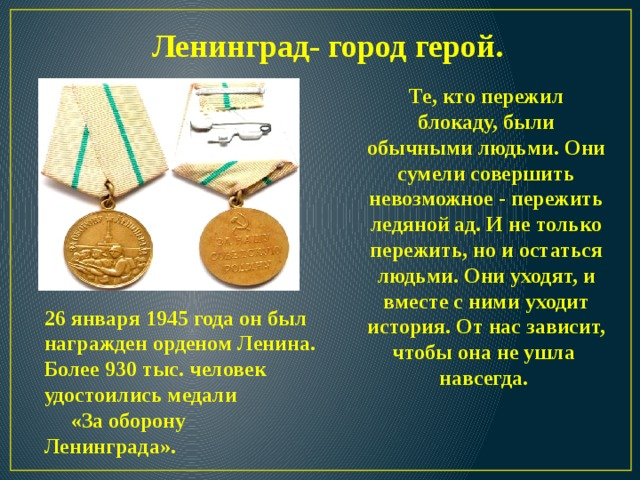 Ленинград- город герой.
ЗА ОБОРОНУ ЛЕНИНГРАДА
ЗА НАШУ
СОВЕТСКУЮ
РОДИНУ
26 января 1945 года он был
награжден орденом Ленина.
Более 930 тыс. человек
удостоились медали
«За оборону
Ленинграда».
Те, кто пережил
блокаду, были
обычными людьми. Они
сумели совершить
невозможное - пережить
ледяной ад. И не только
пережить, но и остаться
людьми. Они уходят, и
вместе с ними уходит
история. От нас зависит,
чтобы она не ушла
навсегда.